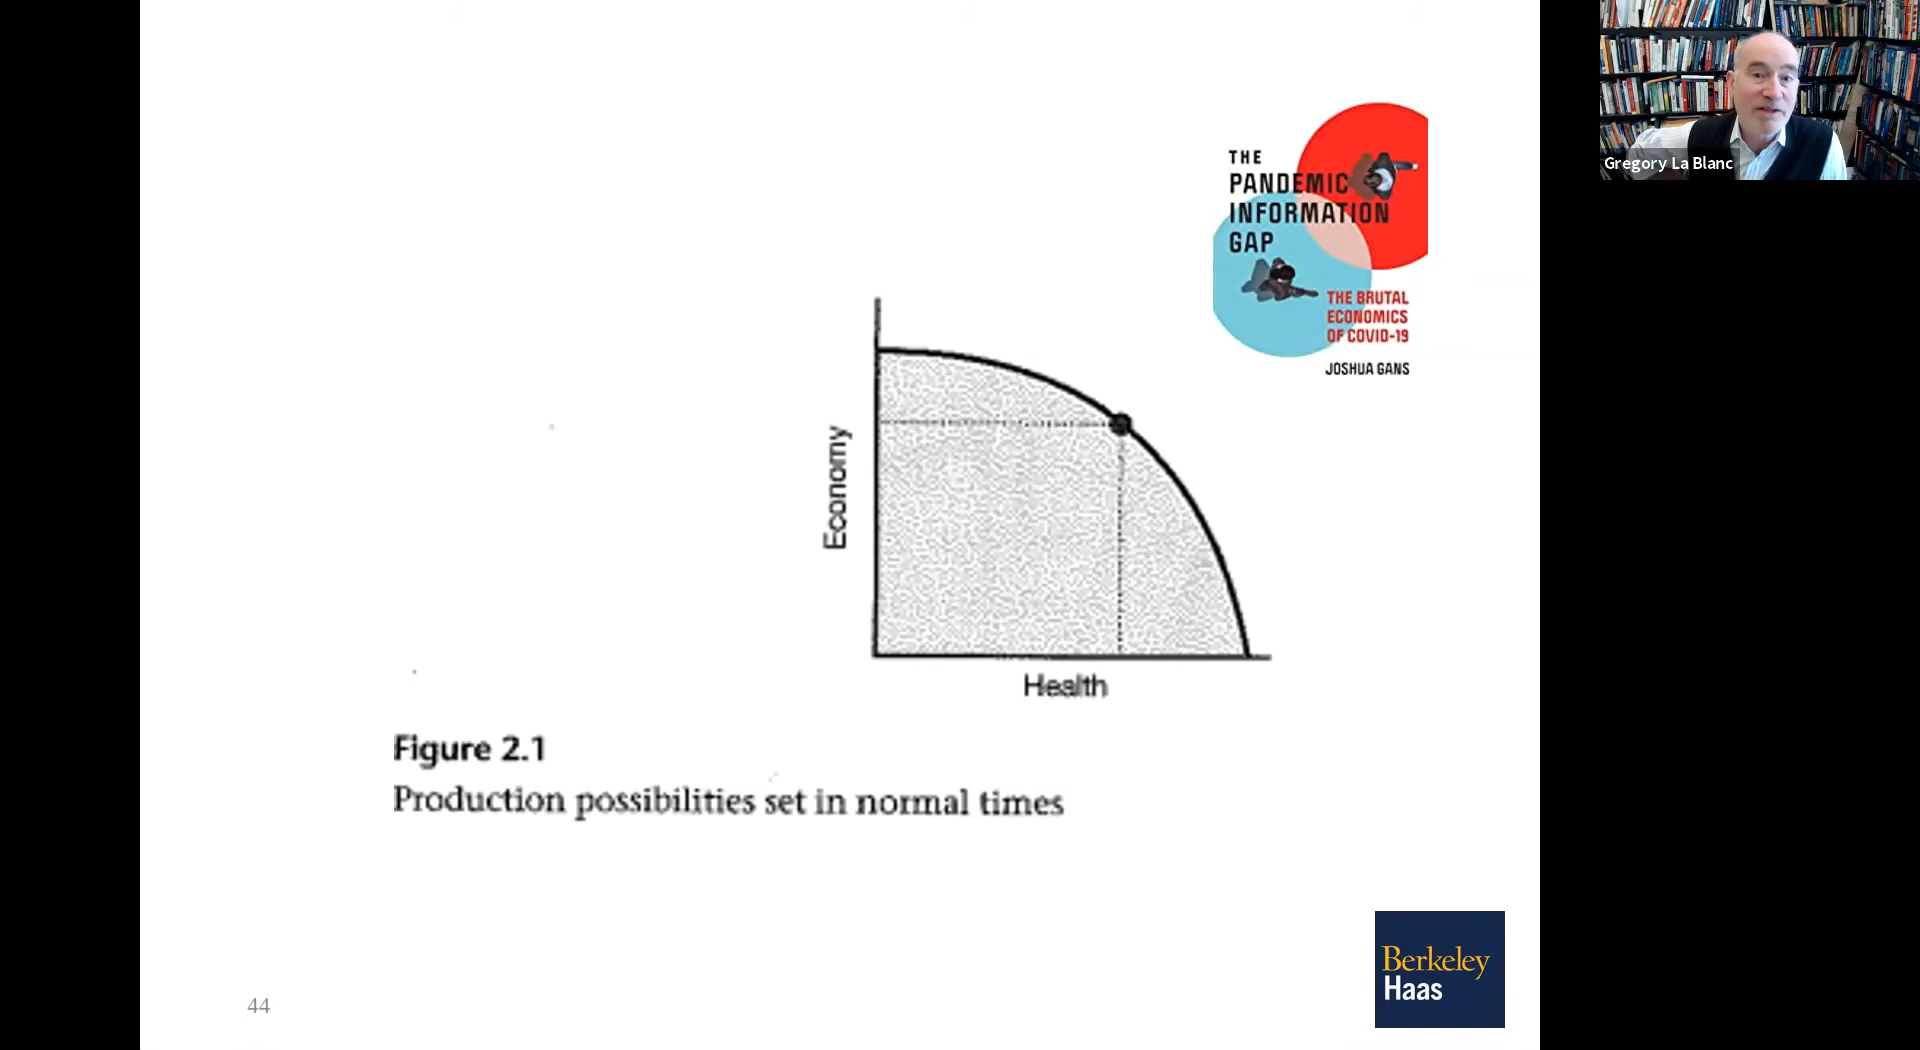 THE
PANDEMIC
INFORMATION
GAP
THE BRUTAL
ECONOMICS
OF COVID-19
JOSHUA GANS
Gregory La Blanc
Economy
Health
Figure 2.1
Production possibilities set in normal times
44
Berkeley
Haas